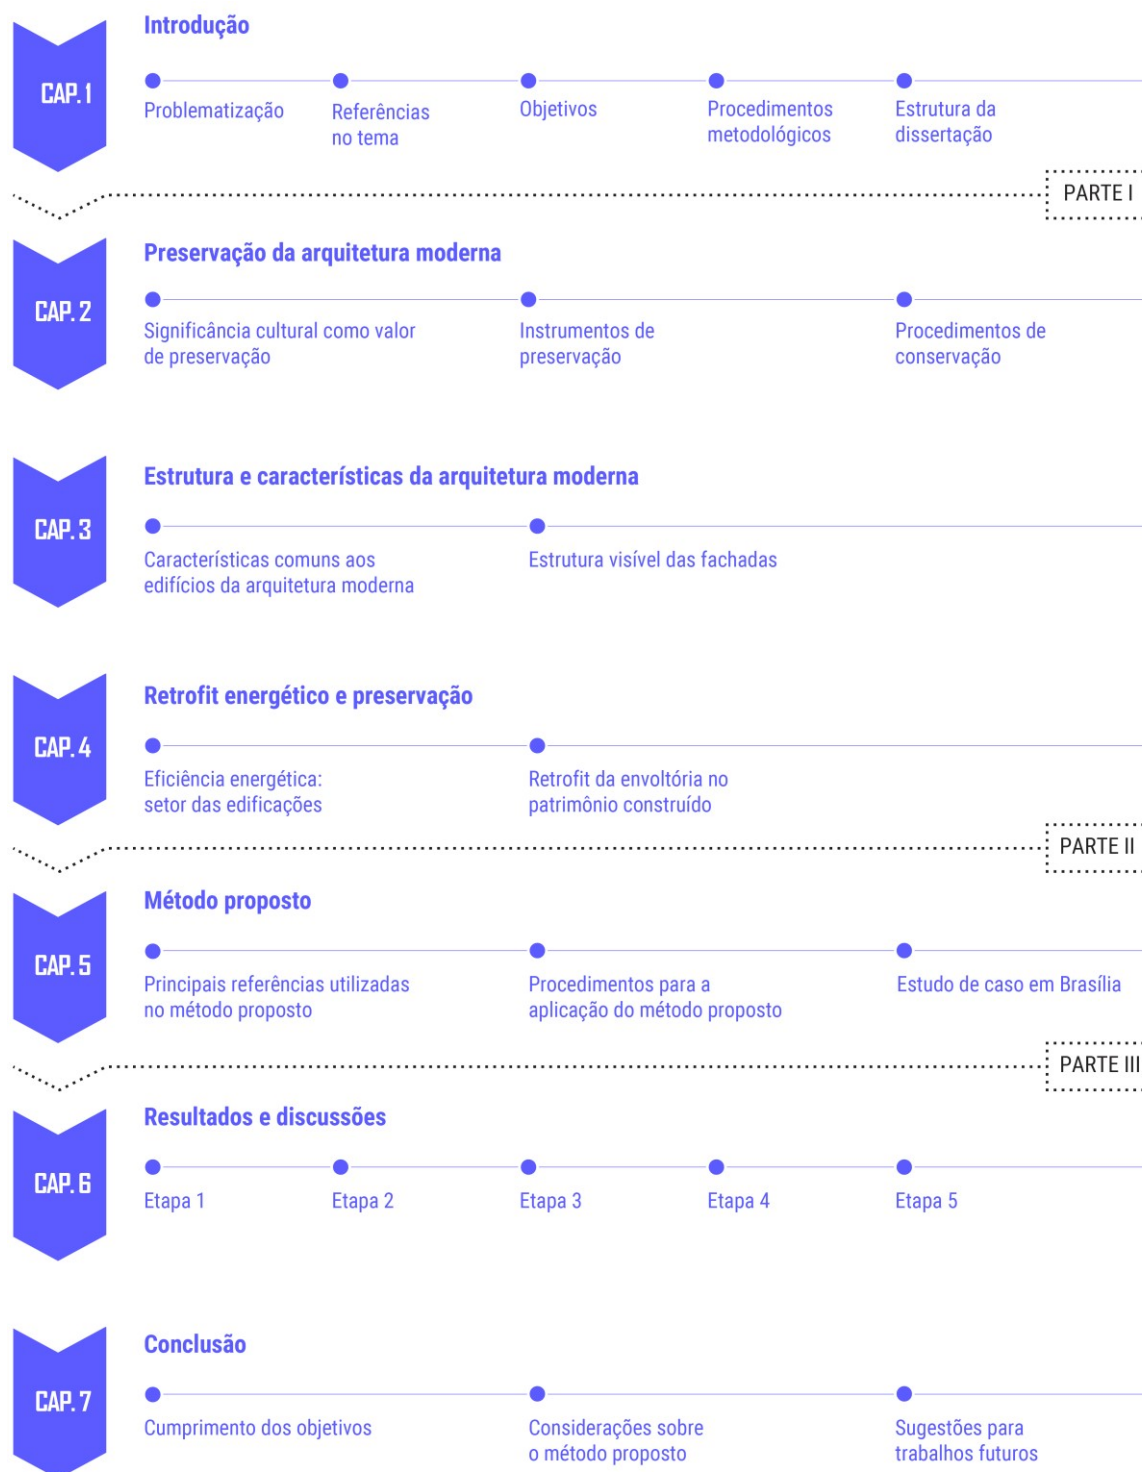 Introdução
CAP. 1
Problematização
Referências
no tema
Objetivos
Procedimentos
metodológicos
Estrutura da
dissertação
PARTE I
Preservação da arquitetura moderna
CAP. 2
Significância cultural como valor
de preservação
Instrumentos de
preservação
Procedimentos de
conservação
Estrutura e características da arquitetura moderna
CAP. 3
Características comuns aos
edifícios da arquitetura moderna
Estrutura visível das fachadas
Retrofit energético e preservação
CAP. 4
Eficiência energética:
setor das edificações
Retrofit da envoltória no
patrimônio construído
PARTE II
Método proposto
CAP. 5
Principais referências utilizadas
no método proposto
Procedimentos para a
aplicação do método proposto
Estudo de caso em Brasília
PARTE III
Resultados e discussões
CAP. 6
Etapa 1
Etapa 2
Etapa 3
Etapa 4
Etapa 5
Conclusão
CAP. 7
Cumprimento dos objetivos
Considerações sobre
o método proposto
Sugestões para
trabalhos futuros